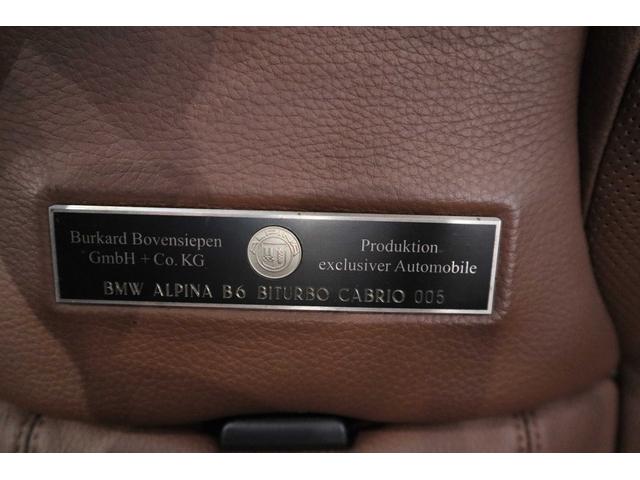 Burkard Bovensiepen
GmbH + Co. KG
Produktion
exclusiver Automobile
BMW ALPINA B6 BITURBO CABRIO 005